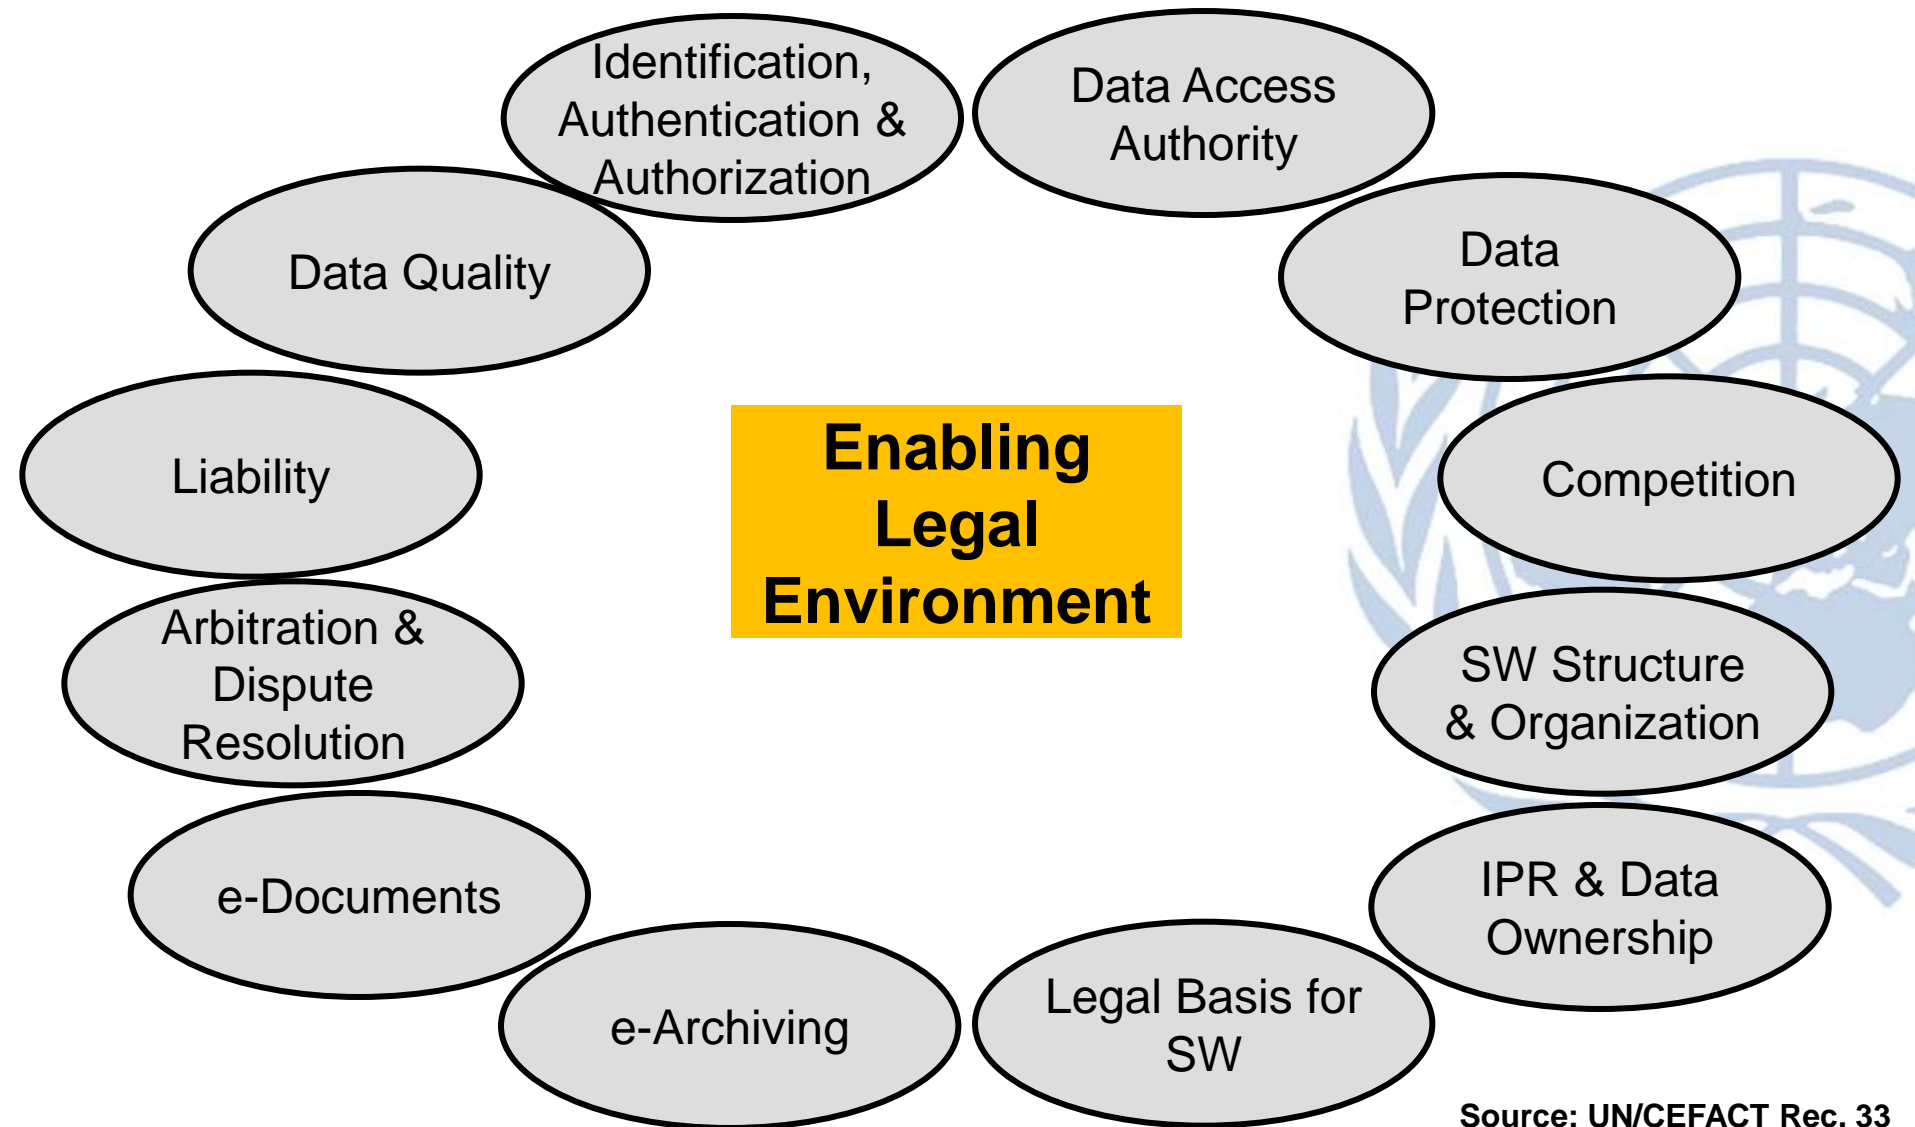 Identification,
Authentication &
Authorization
Data Access
Authority
Data
Protection
Data Quality
Competition
Liability
Enabling
Legal
Environment
SW Structure
& Organization
Arbitration &
Dispute
Resolution
IPR & Data
Ownership
e-Documents
Legal Basis for
SW
e-Archiving
Source: UN/CEFACT Rec. 33